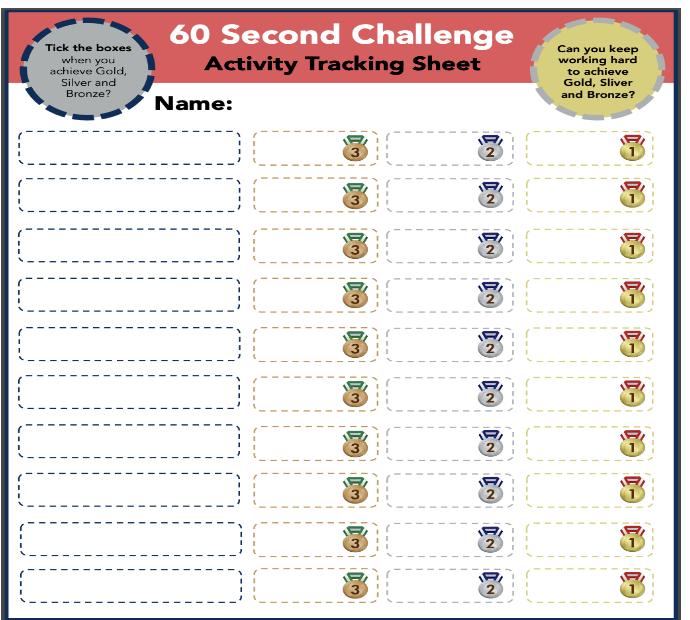 60 Second Challenge
Activity Tracking Sheet
Tick the boxes
when you
achieve Gold,
Silver and
Bronze?
Can you keep
working hard
to achieve
Gold, Sliver
and Bronze?
Name:
3 2 1
3 2 1
3 2 1
3 2 1
3 2 1
3 2 1
3 2 1
3 2 1
3 2 1
3 2 1